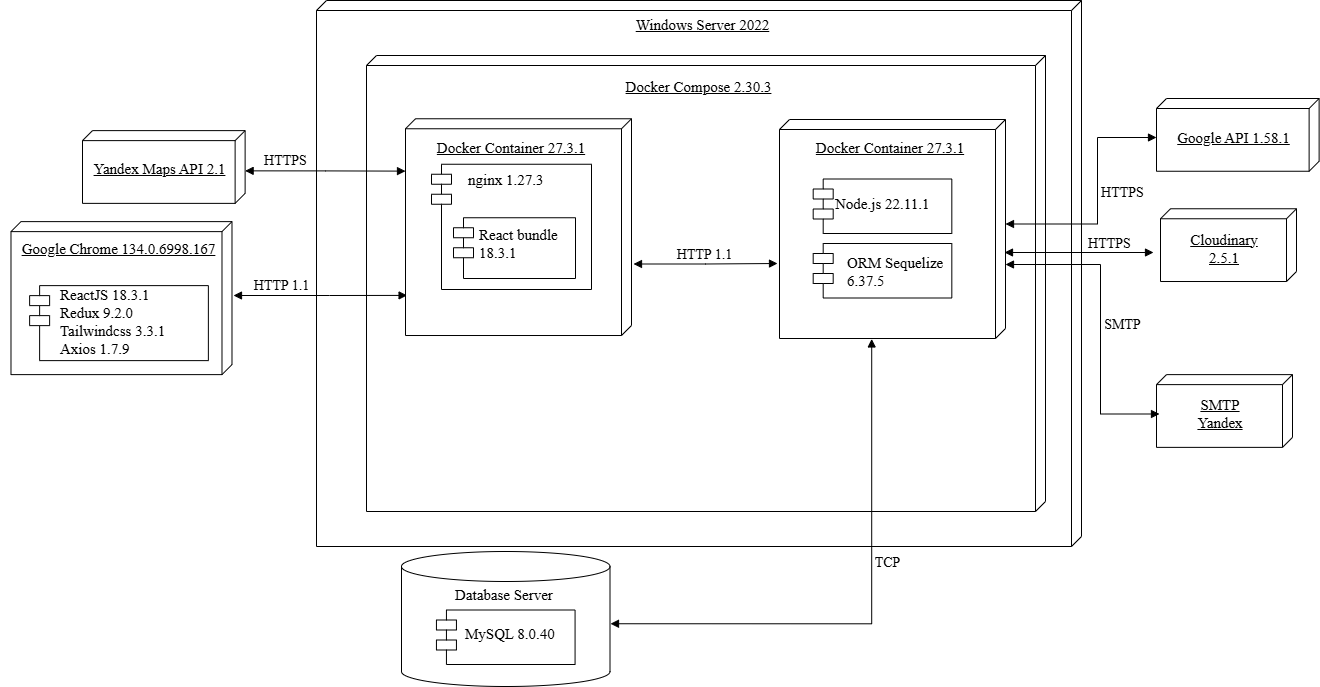 Windows Server 2022
Docker Compose 2.30.3
Yandex Maps API 2.1
HTTPS
Google Chrome 134.0.6998.167
ReactJS 18.3.1
Redux 9.2.0
Tailwindcss 3.3.1
Axios 1.7.9
HTTP 1.1
Docker Container 27.3.1
nginx 1.27.3
React bundle
18.3.1
HTTP 1.1
Docker Container 27.3.1
Node.js 22.11.1
ORM Sequelize
6.37.5
Google API 1.58.1
HTTPS
HTTPS
Cloudinary
2.5.1
SMTP
SMTP
Yandex
TCP
Database Server
MySQL 8.0.40